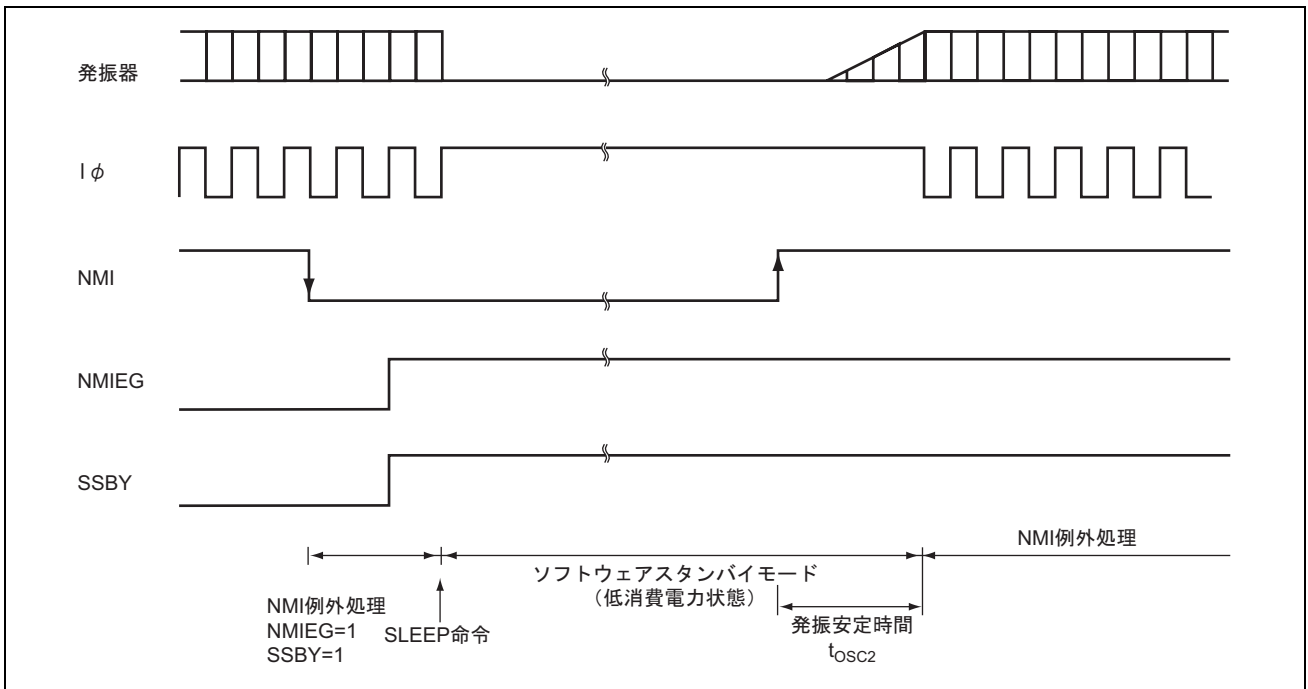 発振器
Iφ
NMI
NMIEG
SSBY
NMI例外処理
NMIEG=1
SSBY=1
SLEEP命令
ソフトウェアスタンバイモード
（低消費電力状態）
発振安定時間
tOSC2
NMI例外処理